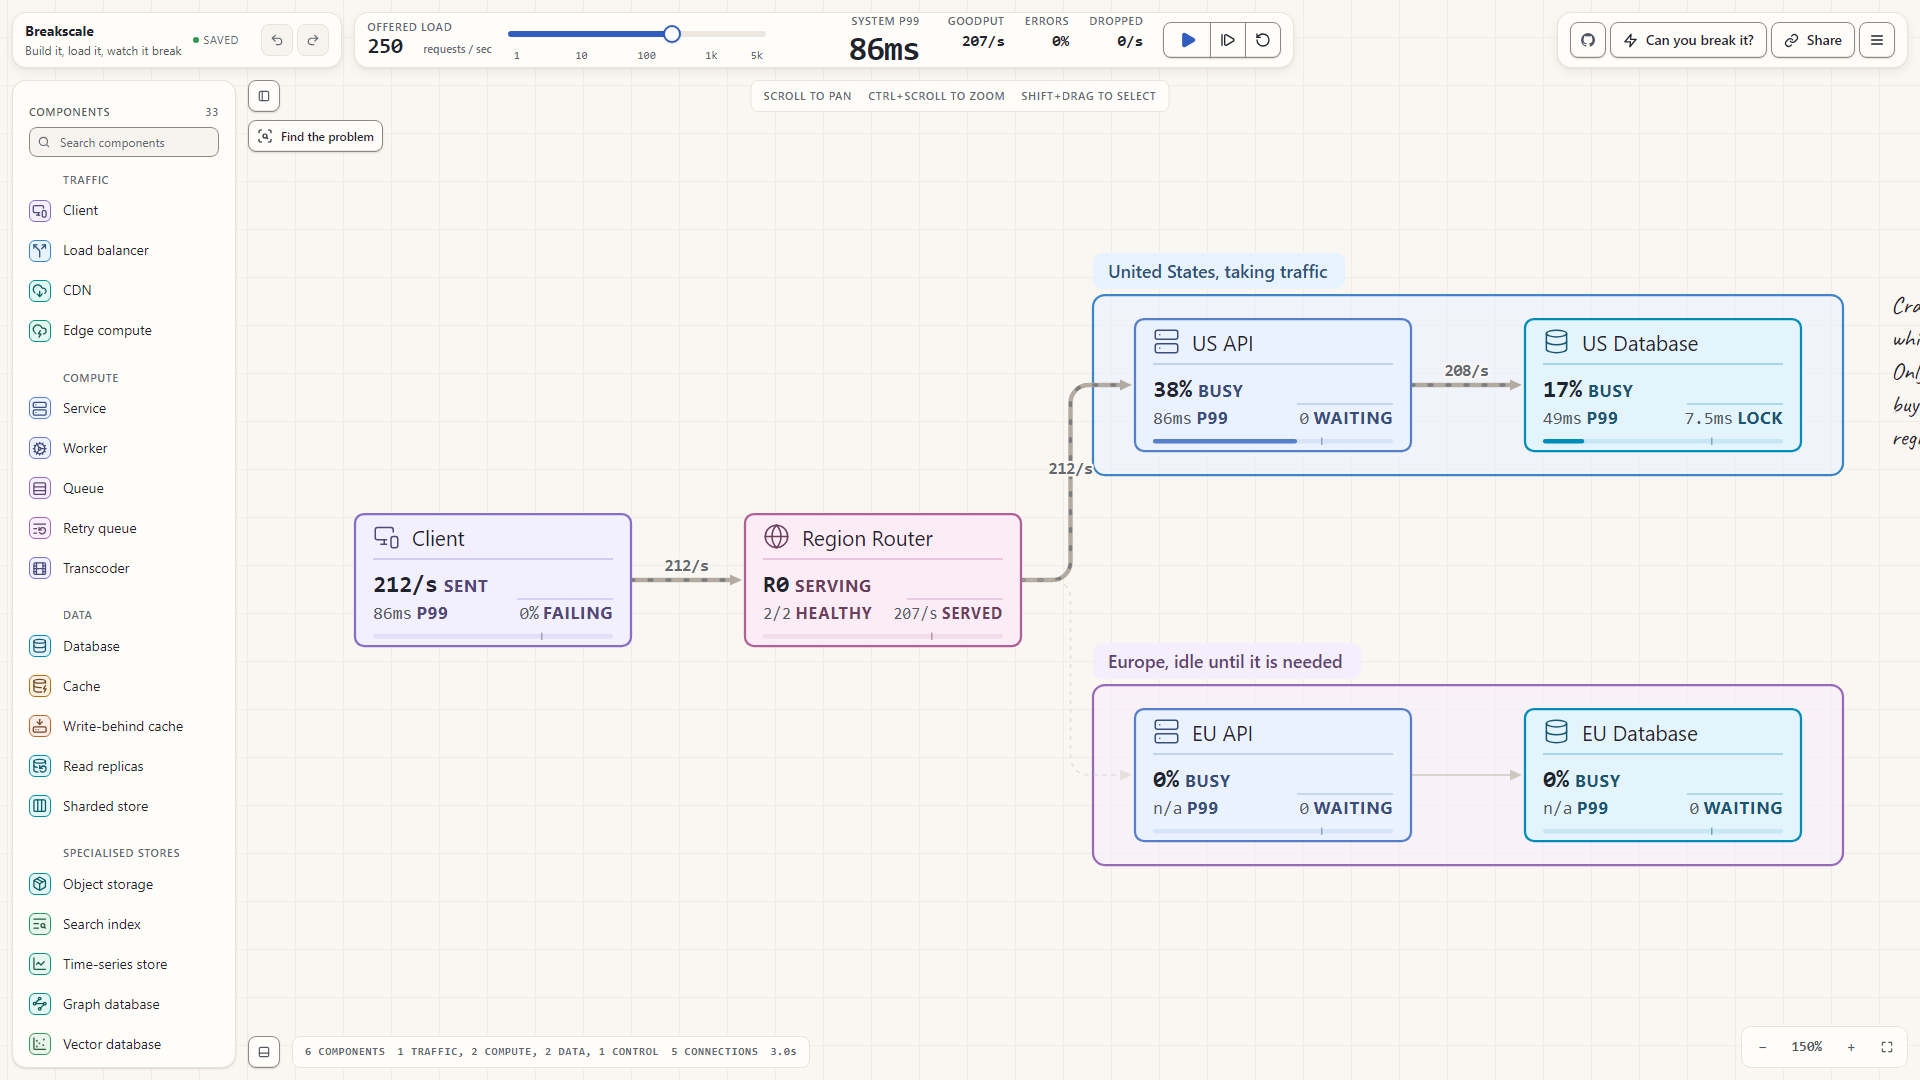 Breakscale
Build it, load it, watch it break
SAVED
OFFERED LOAD
250 requests / sec
1 10 100 1k 5k
SYSTEM P99
86ms
GOODPUT
207/s
ERRORS
0%
DROPPED
0/s
Can you break it?
Share
SCROLL TO PAN CTRL+SCROLL TO ZOOM SHIFT+DRAG TO SELECT
Find the problem
COMPONENTS 33
Search components
TRAFFIC
Client
Load balancer
CDN
Edge compute
COMPUTE
Service
Worker
Queue
Retry queue
Transcoder
DATA
Database
Cache
Write-behind cache
Read replicas
Sharded store
SPECIALISED STORES
Object storage
Search index
Time-series store
Graph database
Vector database
Client
212/s SENT
86ms P99 0% FAILING
212/s
Region Router
R0 SERVING
2/2 HEALTHY 207/s SERVED
212/s
United States, taking traffic
US API
38% BUSY
86ms P99 0 WAITING
208/s
US Database
17% BUSY
49ms P99 7.5ms LOCK
Europe, idle until it is needed
EU API
0% BUSY
n/a P99 0 WAITING
EU Database
0% BUSY
n/a P99 0 WAITING
buy
6 COMPONENTS 1 TRAFFIC, 2 COMPUTE, 2 DATA, 1 CONTROL 5 CONNECTIONS 3.0s
− 150% +